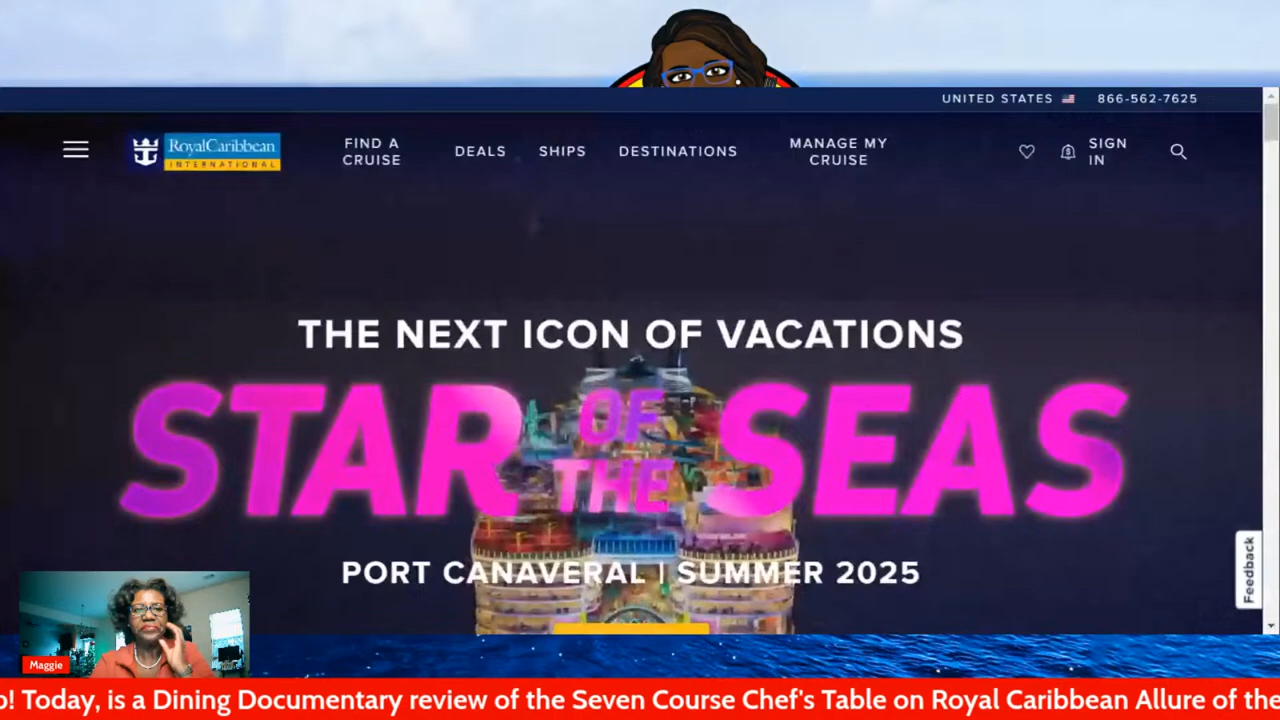 UNITED STATES 866-562-7625
RoyalCaribbean
INTERNATIONAL
FIND A
CRUISE
DEALS
SHIPS
DESTINATIONS
MANAGE MY
CRUISE
SIGN
IN
THE NEXT ICON OF VACATIONS
STAR OF THE SEAS
PORT CANAVERAL | SUMMER 2025
Feedback
Maggie
! Today, is a Dining Documentary review of the Seven Course Chef's Table on Royal Caribbean Allure of the